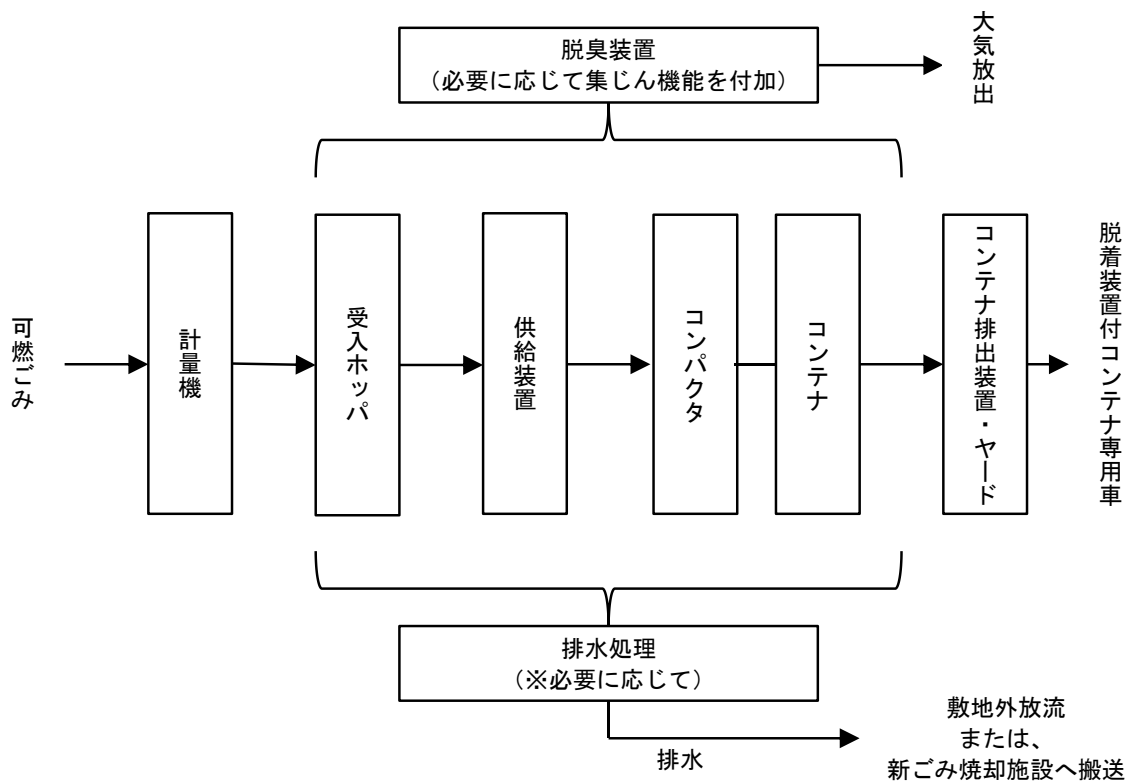 脱臭装置
（必要に応じて集じん機能を付加）
大気放出
可燃ごみ
計量機
受入ホッパ
供給装置
コンパクタ
コンテナ
コンテナ排出装置・ヤード
脱着装置付コンテナ専用車
排水処理
（※必要に応じて）
排水
敷地外放流
または、
新ごみ焼却施設へ搬送